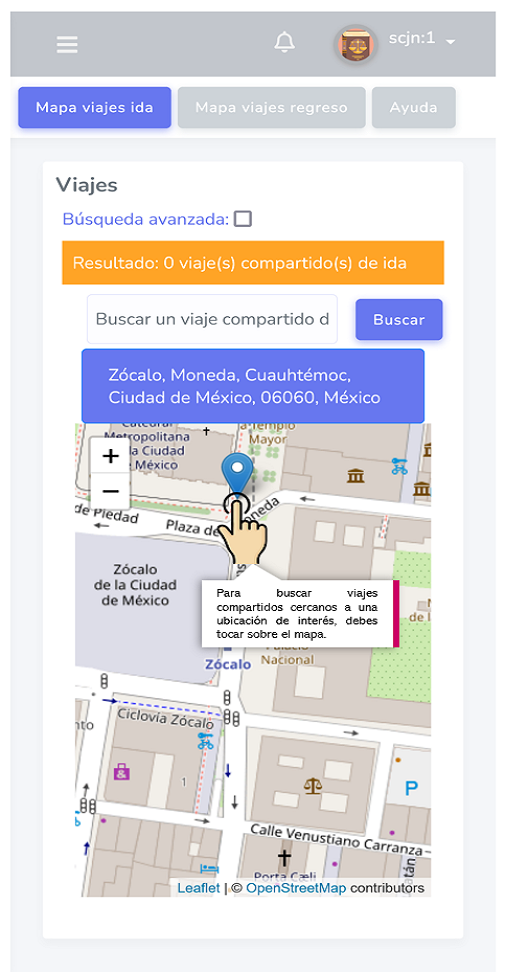 scjn:1
Mapa viajes ida
Mapa viajes regreso
Ayuda
Viajes
Búsqueda avanzada:
Resultado: 0 viaje(s) compartido(s) de ida
Buscar un viaje compartido d
Buscar
Zócalo, Moneda, Cuauhtémoc,
Ciudad de México, 06060, México
Catedral
Metropolitana
la Ciudad
México
Templo
Mayor
+
−
de Piedad
Plaza de
oneda
Zócalo
de la Ciudad
de México
Para buscar viajes
compartidos cercanos a una
ubicación de interés, debes
tocar sobre el mapa.
de l
Zócalo
Palacio
Nacional
Ciclovía Zócalo
nto
1
P
Calle Venustiano Carranza
Porta Cæli
tán
Leaflet | © OpenStreetMap contributors